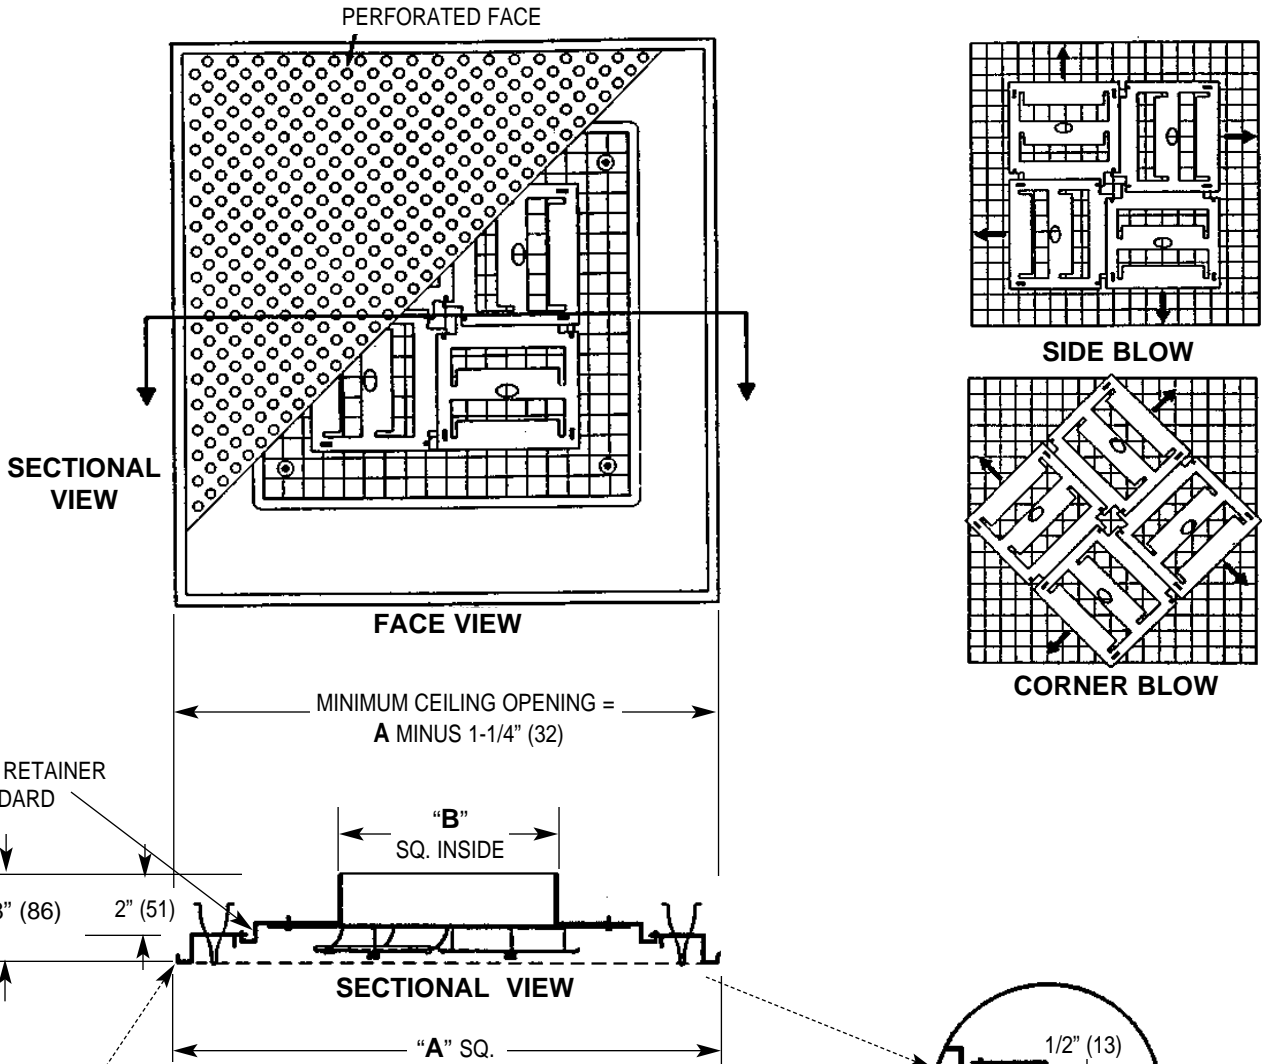 PERFORATED FACE
SIDE BLOW
SECTIONAL
VIEW
FACE VIEW
CORNER BLOW
MINIMUM CEILING OPENING =
A MINUS 1-1/4” (32)
RETAINER
DARD
“B”
SQ. INSIDE
8” (86)
2” (51)
SECTIONAL VIEW
“A” SQ.
1/2” (13)